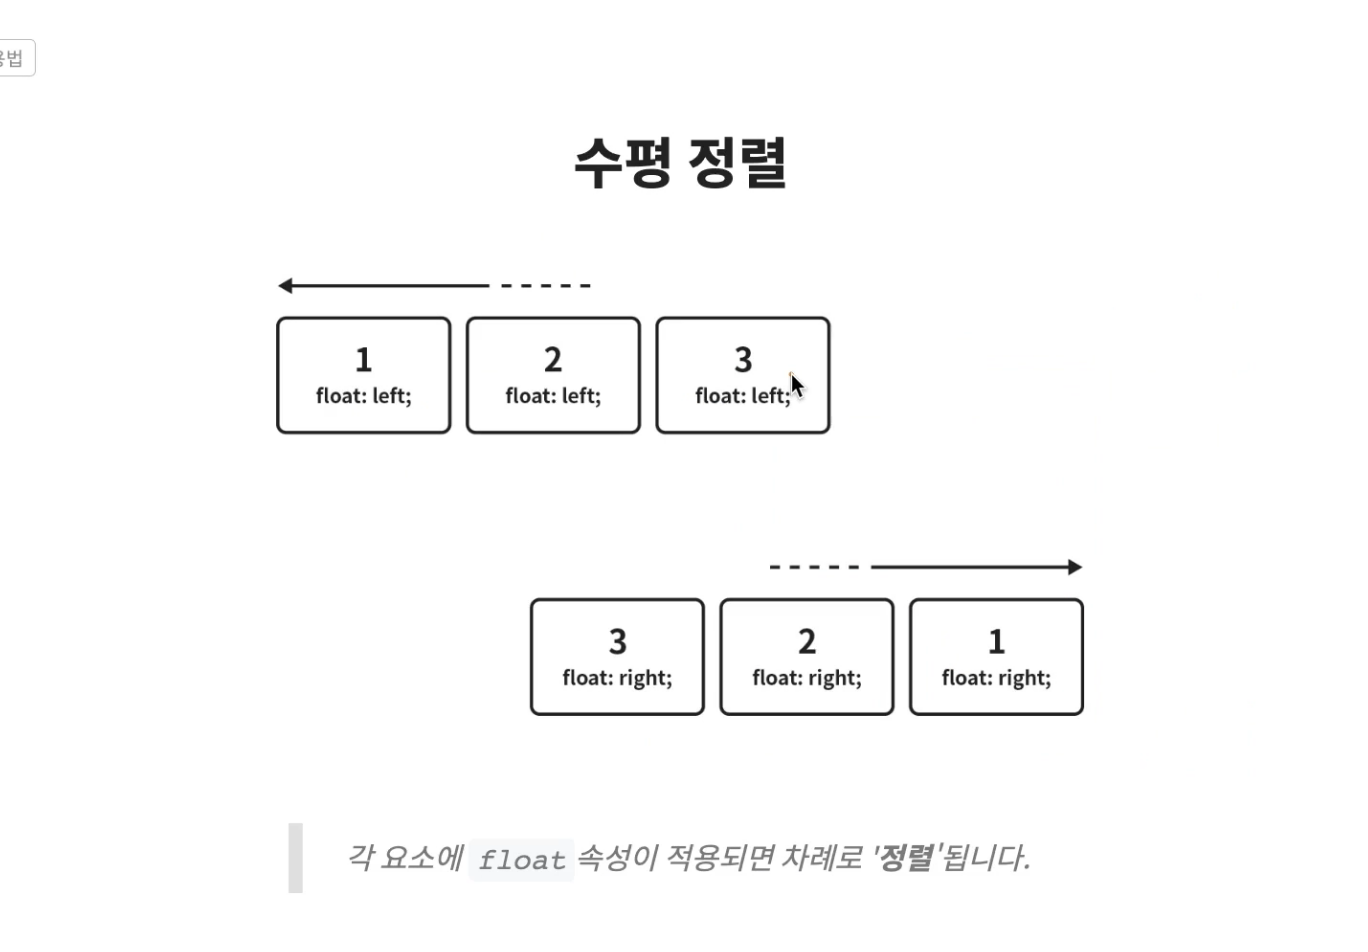 수평 정렬
1 2 3
float: left; float: left; float: left;
3 2 1
float: right; float: right; float: right;
각 요소에 float 속성이 적용되면 차례로 '정렬'됩니다.